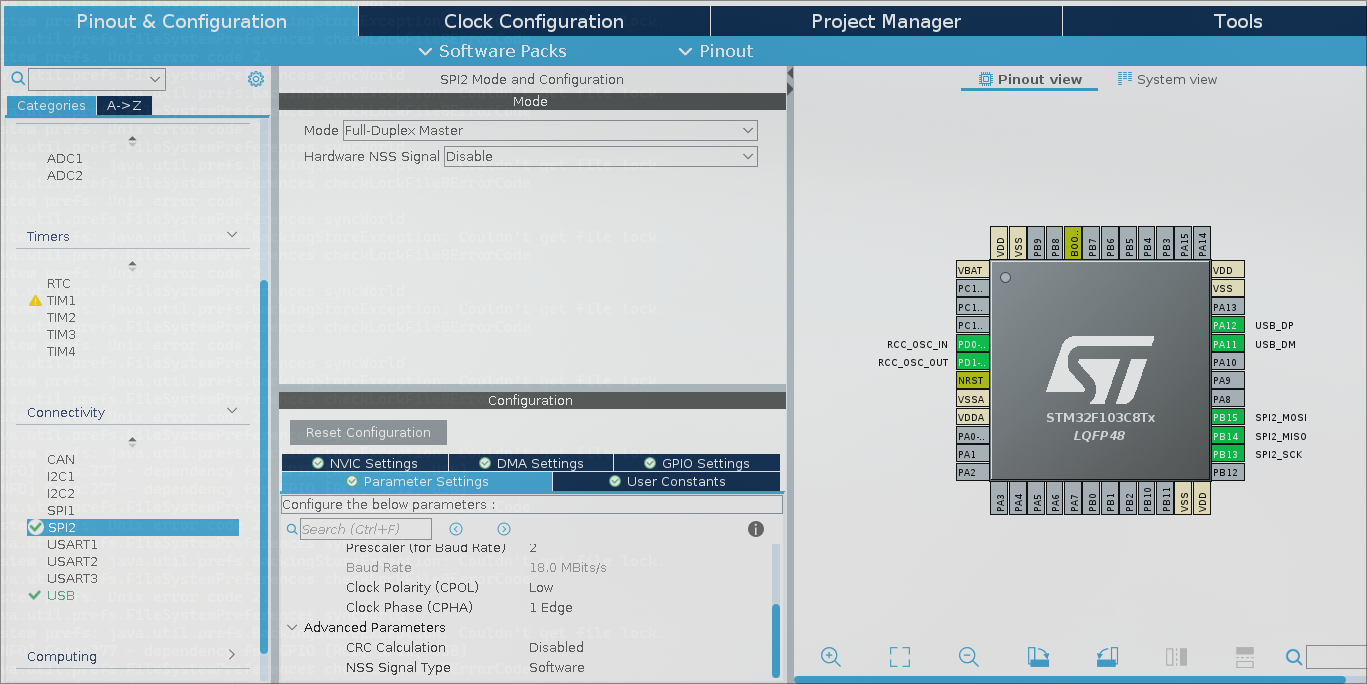 Pinout & Configuration
Clock Configuration
Project Manager
Tools
Software Packs
Pinout
Categories
A->Z
ADC1
ADC2
Timers
RTC
TIM1
TIM2
TIM3
TIM4
Connectivity
CAN
I2C1
I2C2
SPI1
SPI2
USART1
USART2
USART3
USB
Computing
SPI2 Mode and Configuration
Mode
Mode Full-Duplex Master
Hardware NSS Signal Disable
Configuration
Reset Configuration
NVIC Settings
DMA Settings
GPIO Settings
Parameter Settings
User Constants
Configure the below parameters :
Search (Ctrl+F)
Prescaler (for Baud Rate) 2
Baud Rate 18.0 MBits/s
Clock Polarity (CPOL) Low
Clock Phase (CPHA) 1 Edge
Advanced Parameters
CRC Calculation Disabled
NSS Signal Type Software
Pinout view
System view
VDD
VSS
PB9
PB8
BOO..
PB7
PB6
PB5
PB4
PB3
PA15
PA14
VBAT
PC1..
PC1..
PC1..
RCC_OSC_IN PD0-..
RCC_OSC_OUT PD1-..
NRST
VSSA
VDDA
PA0-..
PA1
PA2
STM32F103C8Tx
LQFP48
VDD
VSS
PA13
PA12 USB_DP
PA11 USB_DM
PA10
PA9
PA8
PB15 SPI2_MOSI
PB14 SPI2_MISO
PB13 SPI2_SCK
PB12
PA3
PA4
PA5
PA6
PA7
PB0
PB1
PB2
PB10
PB11
VSS
VDD